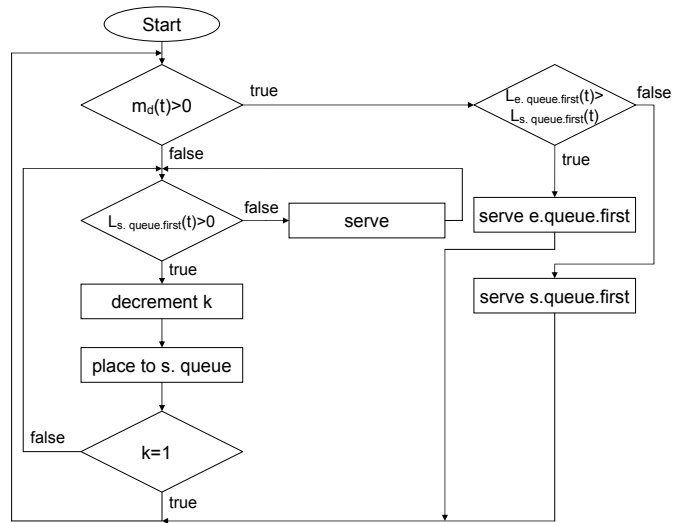 Start
m_d(t)>0
true
false
L_e. queue.first(t)>
L_s. queue.first(t)
false
true
serve e.queue.first
serve s.queue.first
L_s. queue.first(t)>0
false
serve
true
decrement k
place to s. queue
false
k=1
true